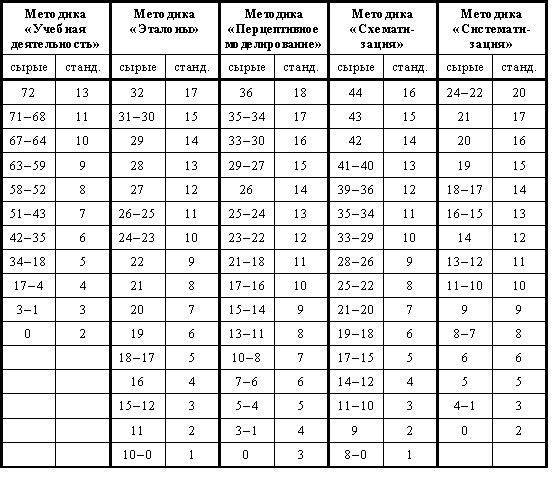 Методика Методика Методика Методика Методика
«Учебная «Эталоны» «Перцептивное «Схемати- «Системати-
деятельность» моделирование» зация» зация»
сырые станд. сырые станд. сырые станд. сырые станд. сырые станд.
72 13 32 17 36 18 44 16 24–22 20
71–68 11 31–30 15 35–34 17 43 15 21 17
67–64 10 29 14 33–30 16 42 14 20 16
63–59 9 28 13 29–27 15 41–40 13 19 15
58–52 8 27 12 26 14 39–36 12 18–17 14
51–43 7 26–25 11 25–24 13 35–34 11 16–15 13
42–35 6 24–23 10 23–22 12 33–29 10 14 12
34–18 5 22 9 21–18 11 28–26 9 13–12 11
17–4 4 21 8 17–16 10 25–22 8 11–10 10
3–1 3 20 7 15–14 9 21–20 7 9 9
0 2 19 6 13–11 8 19–18 6 8–7 8
18–17 5 10–8 7 17–15 5 6 6
16 4 7–6 6 14–12 4 5 5
15–12 3 5–4 5 11–10 3 4–1 3
11 2 3–1 4 9 2 0 2
10–0 1 0 3 8–0 1